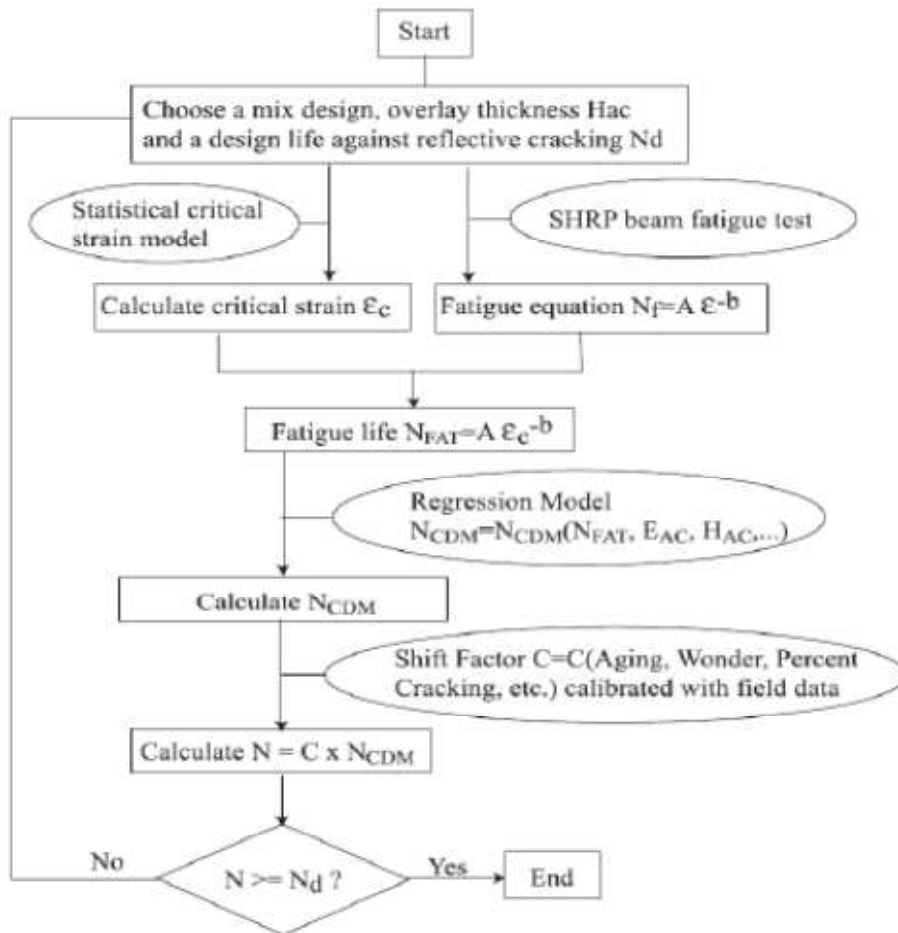 Start
Choose a mix design, overlay thickness Hac
and a design life against reflective cracking Nd
Statistical critical
strain model
SHRP beam fatigue test
Calculate critical strain εc
Fatigue equation Nf=A ε-b
Fatigue life NFAT=A εc-b
Regression Model
NCDM=NCDM(NFAT, EAC, HAC,...)
Calculate NCDM
Shift Factor C=C(Aging, Wonder, Percent
Cracking, etc.) calibrated with field data
Calculate N = C x NCDM
No
N >= Nd ?
Yes
End